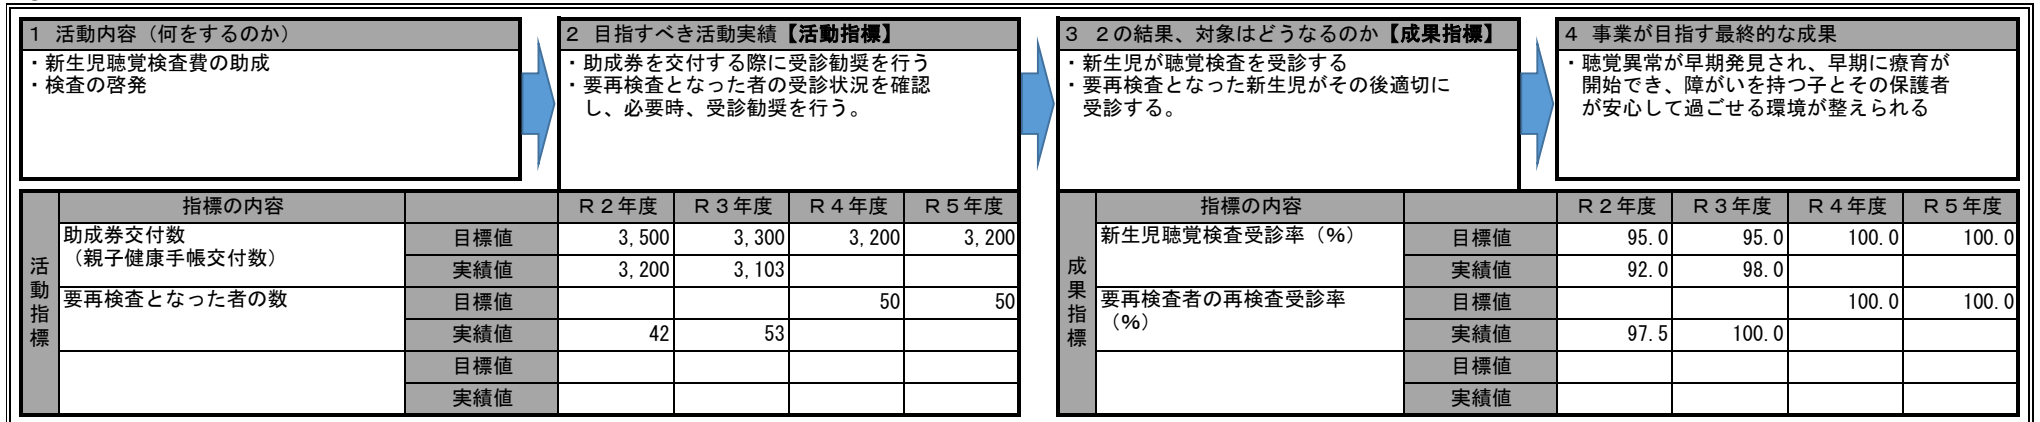 1 活動内容（何をするのか）
・新生児聴覚検査費の助成
・検査の啓発
2 目指すべき活動実績【活動指標】
・助成券を交付する際に受診勧奨を行う
・要再検査となった者の受診状況を確認
し、必要時、受診勧奨を行う。
3 2の結果、対象はどうなるのか【成果指標】
・新生児が聴覚検査を受診する
・要再検査となった新生児がその後適切に
受診する。
4 事業が目指す最終的な成果
・聴覚異常が早期発見され、早期に療育が
開始でき、障がいを持つ子とその保護者
が安心して過ごせる環境が整えられる
活動指標
指標の内容 R2年度 R3年度 R4年度 R5年度
助成券交付数
（親子健康手帳交付数）
目標値 3,500 3,300 3,200 3,200
実績値 3,200 3,103
要再検査となった者の数
目標値 50 50
実績値 42 53
目標値
実績値
成果指標
指標の内容 R2年度 R3年度 R4年度 R5年度
新生児聴覚検査受診率（%）
目標値 95.0 95.0 100.0 100.0
実績値 92.0 98.0
要再検査者の再検査受診率
（%）
目標値 100.0 100.0
実績値 97.5 100.0
目標値
実績値